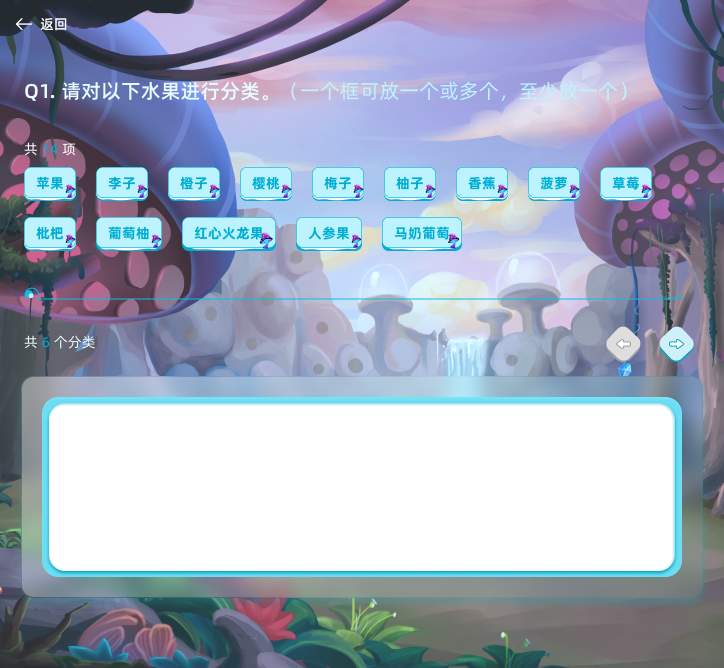 返回
Q1. 请对以下水果进行分类。（一个框可放一个或多个，至少放一个）
共 14 项
苹果 李子 橙子 樱桃 梅子 柚子 香蕉 菠萝 草莓
枇杷 葡萄柚 红心火龙果 人参果 马奶葡萄
共 6 个分类